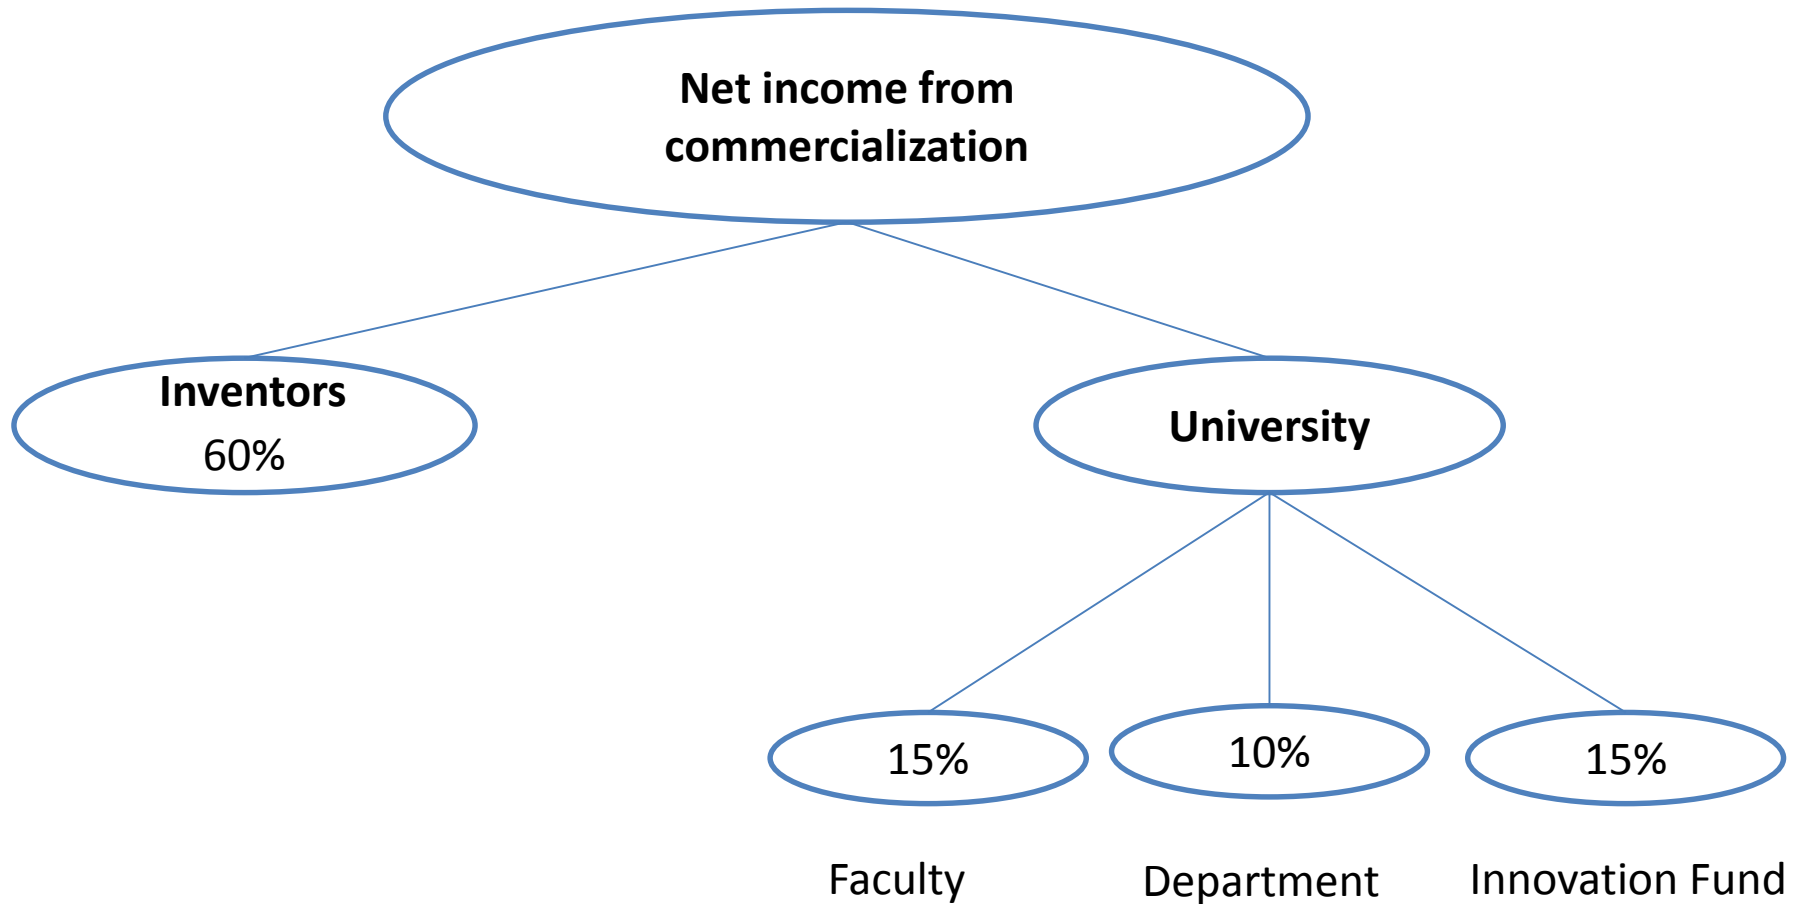 Net income from
commercialization
Inventors
60%
University
15%
10%
15%
Faculty
Department
Innovation Fund